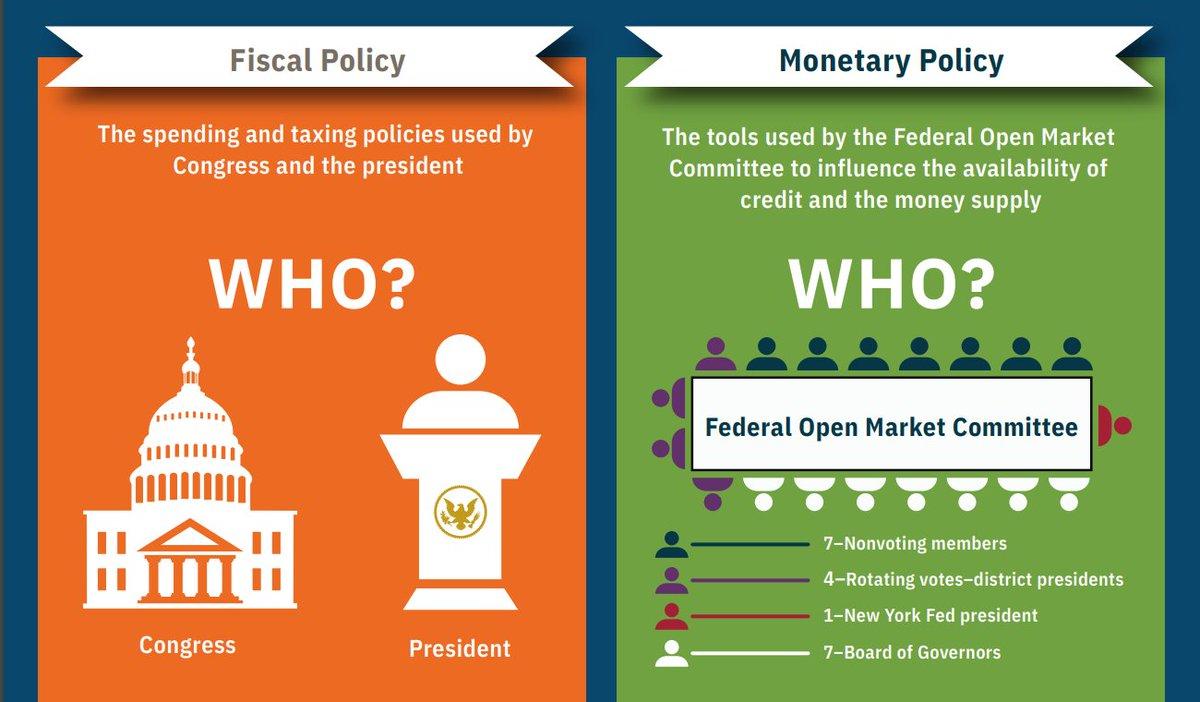 Fiscal Policy
The spending and taxing policies used by
Congress and the president
WHO?
Congress
President
Monetary Policy
The tools used by the Federal Open Market
Committee to influence the availability of
credit and the money supply
WHO?
Federal Open Market Committee
7–Nonvoting members
4–Rotating votes–district presidents
1–New York Fed president
7–Board of Governors